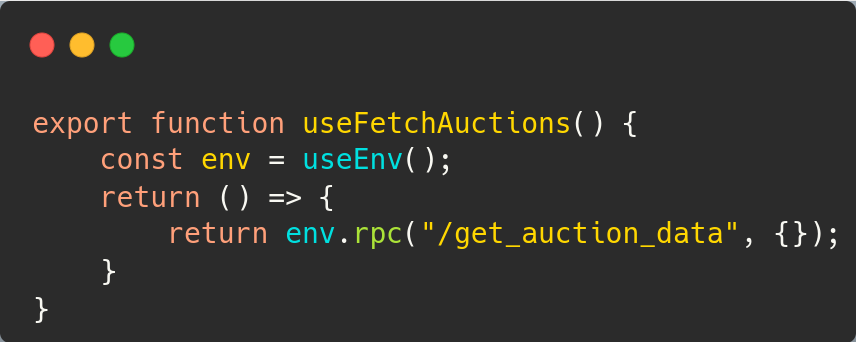 export function useFetchAuctions() {
    const env = useEnv();
    return () => {
        return env.rpc("/get_auction_data", {});
    }
}